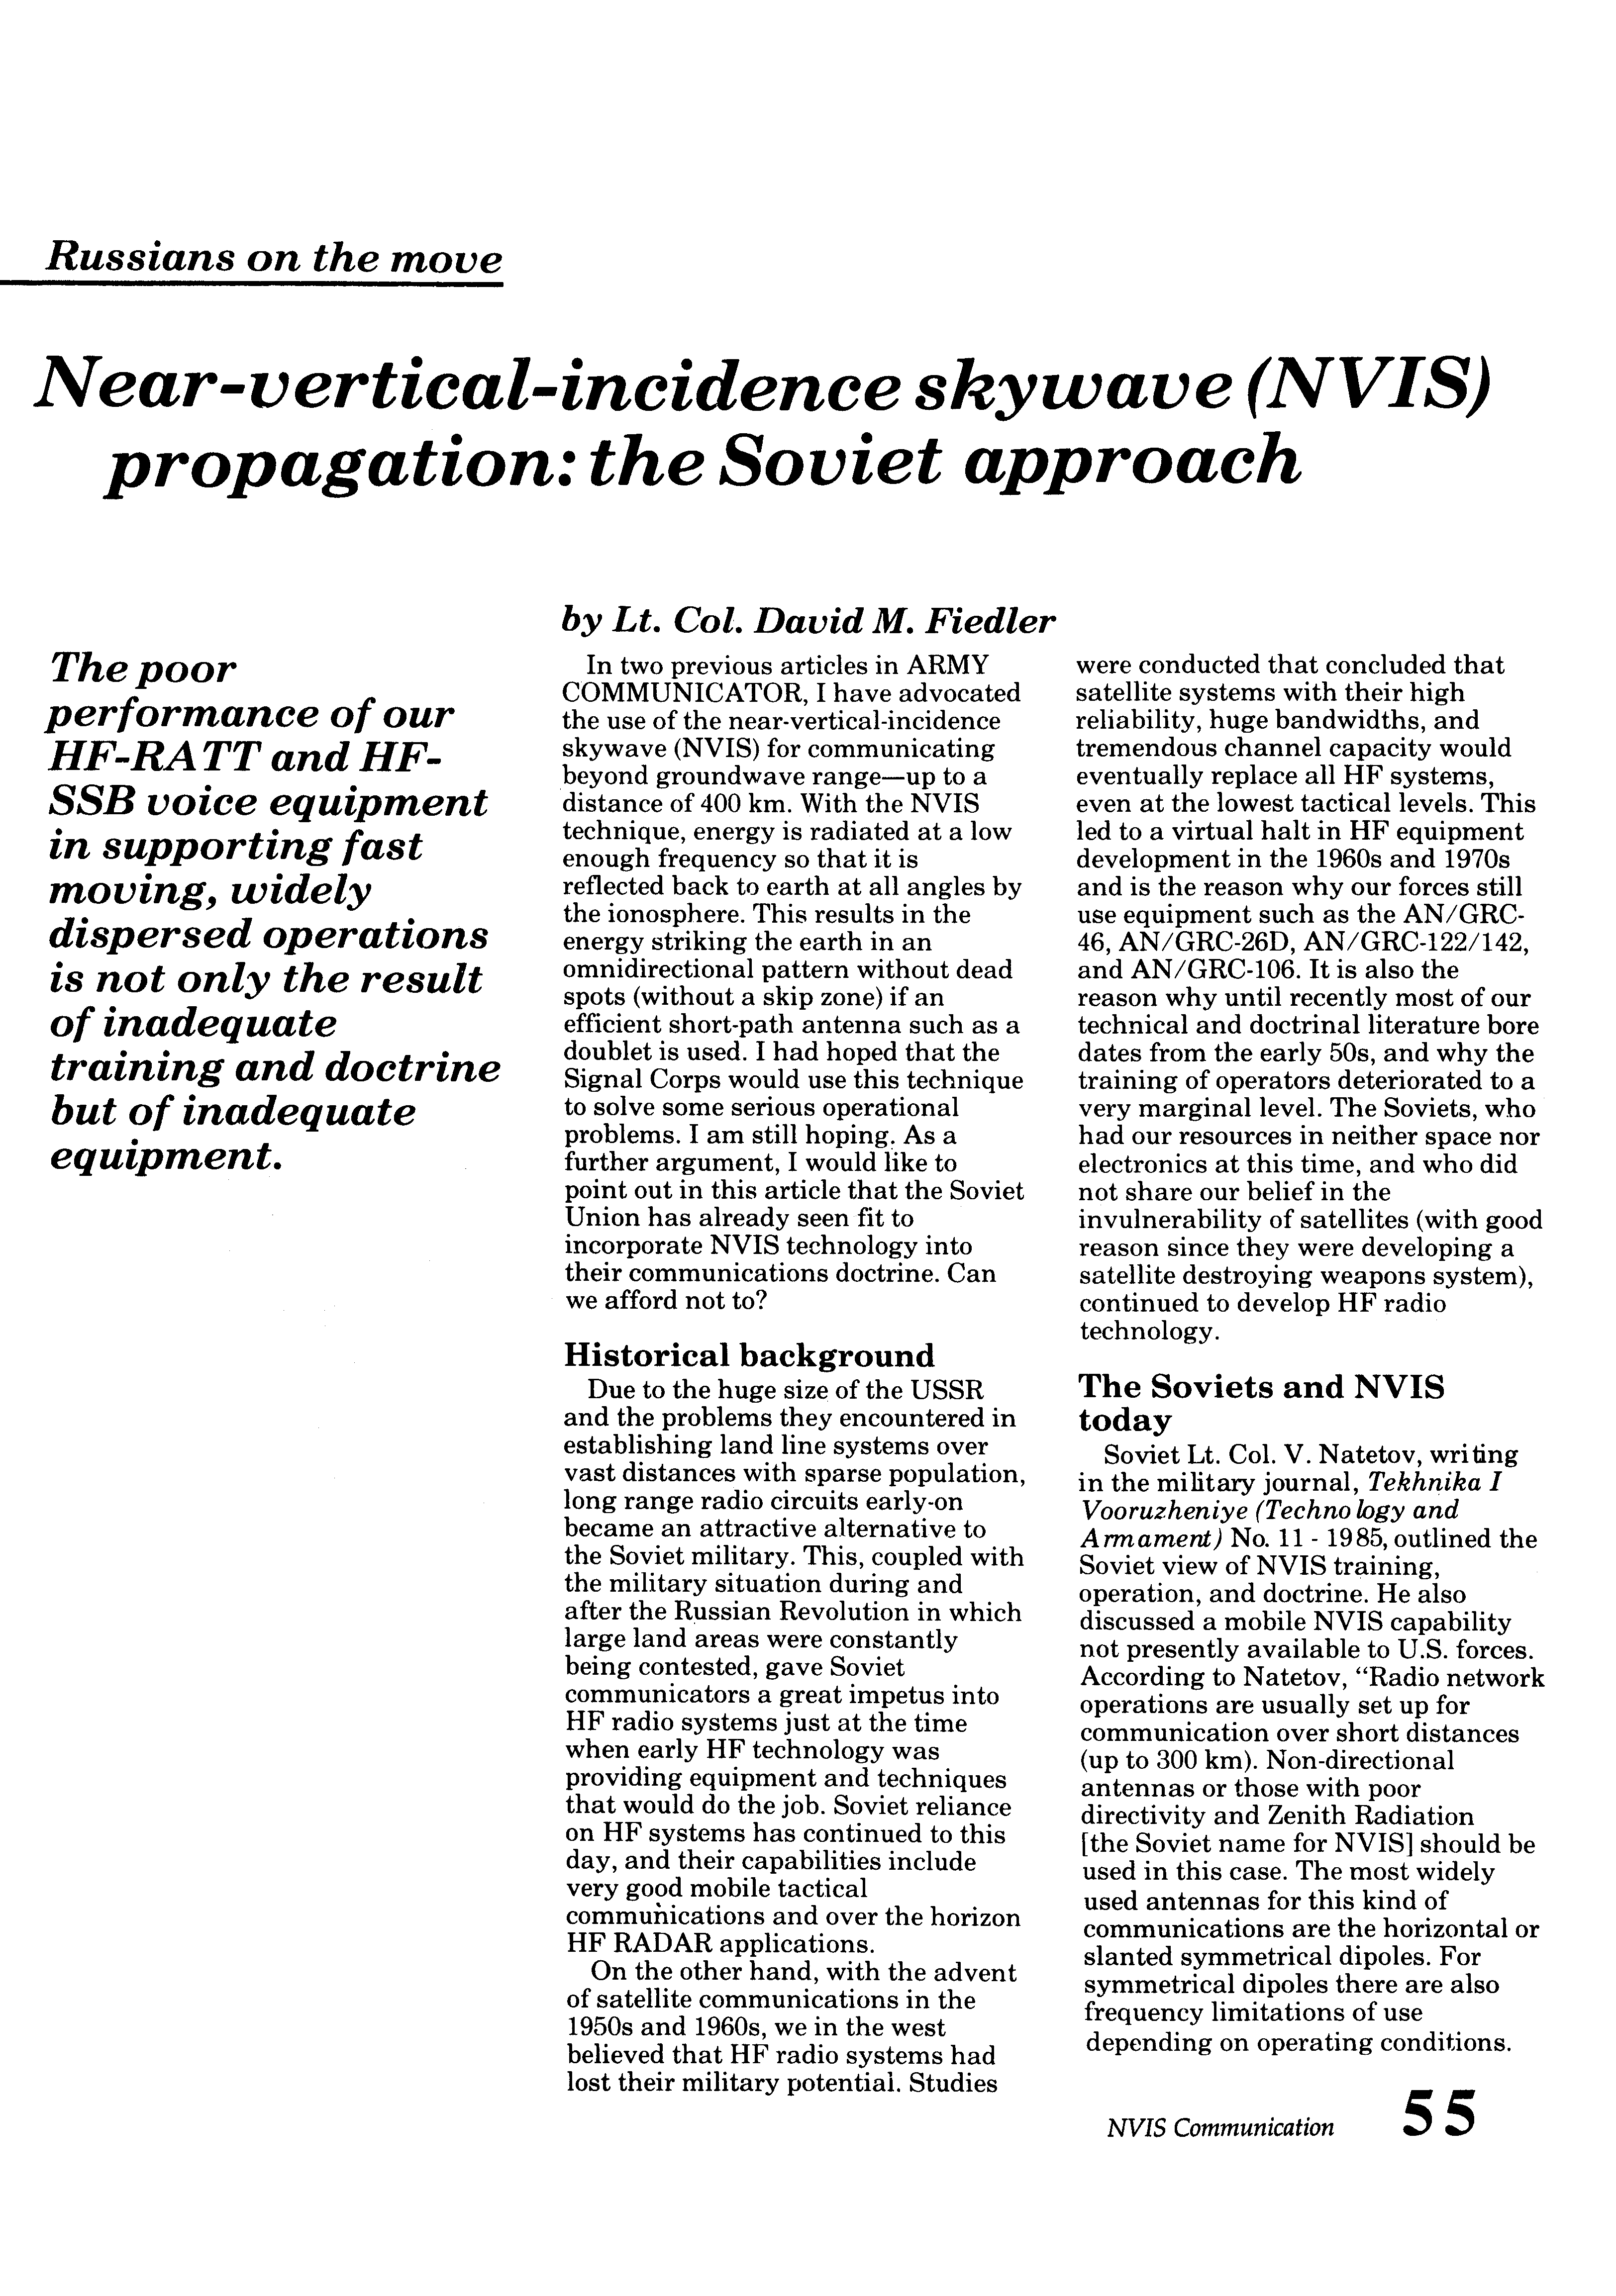 Russians on the move
Near-vertical-incidence skywave (NVIS)
propagation: the Soviet approach
The poor
performance of our
HF-RATT and HF-
SSB voice equipment
in supporting fast
moving, widely
dispersed operations
is not only the result
of inadequate
training and doctrine
but of inadequate
equipment.
by Lt. Col. David M. Fiedler
In two previous articles in ARMY
COMMUNICATOR, I have advocated
the use of the near-vertical-incidence
skywave (NVIS) for communicating
beyond groundwave range—up to a
distance of 400 km. With the NVIS
technique, energy is radiated at a low
enough frequency so that it is
reflected back to earth at all angles by
the ionosphere. This results in the
energy striking the earth in an
omnidirectional pattern without dead
spots (without a skip zone) if an
efficient short-path antenna such as a
doublet is used. I had hoped that the
Signal Corps would use this technique
to solve some serious operational
problems. I am still hoping. As a
further argument, I would like to
point out in this article that the Soviet
Union has already seen fit to
incorporate NVIS technology into
their communications doctrine. Can
we afford not to?
Historical background
Due to the huge size of the USSR
and the problems they encountered in
establishing land line systems over
vast distances with sparse population,
long range radio circuits early-on
became an attractive alternative to
the Soviet military. This, coupled with
the military situation during and
after the Russian Revolution in which
large land areas were constantly
being contested, gave Soviet
communicators a great impetus into
HF radio systems just at the time
when early HF technology was
providing equipment and techniques
that would do the job. Soviet reliance
on HF systems has continued to this
day, and their capabilities include
very good mobile tactical
communications and over the horizon
HF RADAR applications.
On the other hand, with the advent
of satellite communications in the
1950s and 1960s, we in the west
believed that HF radio systems had
lost their military potential. Studies
were conducted that concluded that
satellite systems with their high
reliability, huge bandwidths, and
tremendous channel capacity would
eventually replace all HF systems,
even at the lowest tactical levels. This
led to a virtual halt in HF equipment
development in the 1960s and 1970s
and is the reason why our forces still
use equipment such as the AN/GRC-
46, AN/GRC-26D, AN/GRC-122/142,
and AN/GRC-106. It is also the
reason why until recently most of our
technical and doctrinal literature bore
dates from the early 50s, and why the
training of operators deteriorated to a
very marginal level. The Soviets, who
had our resources in neither space nor
electronics at this time, and who did
not share our belief in the
invulnerability of satellites (with good
reason since they were developing a
satellite destroying weapons system),
continued to develop HF radio
technology.
The Soviets and NVIS
today
Soviet Lt. Col. V. Natetov, writing
in the military journal, Tekhnika I
Vooruzheniye (Technology and
Armament) No. 11 - 1985, outlined the
Soviet view of NVIS training,
operation, and doctrine. He also
discussed a mobile NVIS capability
not presently available to U.S. forces.
According to Natetov, “Radio network
operations are usually set up for
communication over short distances
(up to 300 km). Non-directional
antennas or those with poor
directivity and Zenith Radiation
[the Soviet name for NVIS] should be
used in this case. The most widely
used antennas for this kind of
communications are the horizontal or
slanted symmetrical dipoles. For
symmetrical dipoles there are also
frequency limitations of use
depending on operating conditions.
NVIS Communication 55